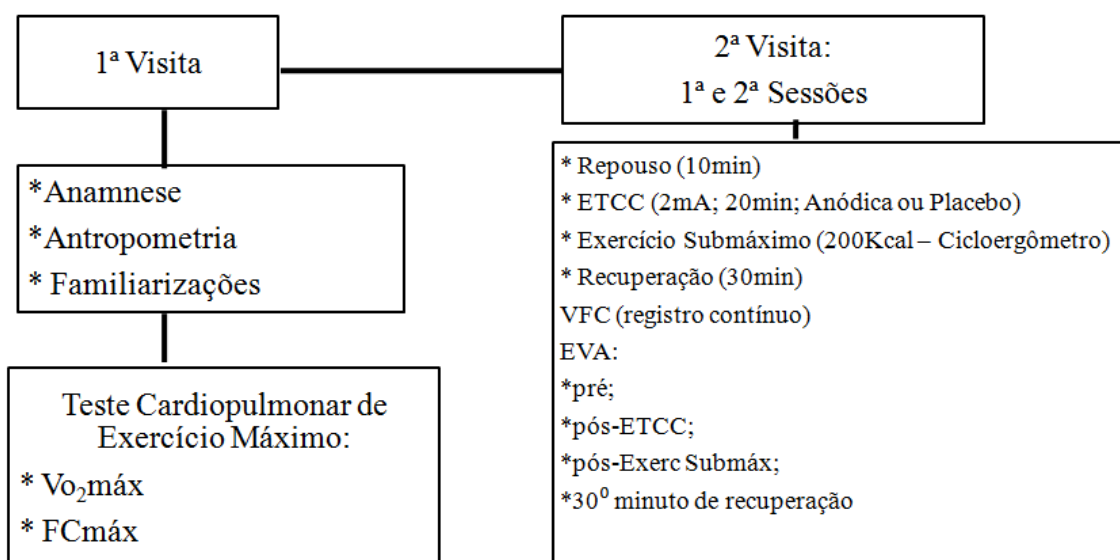 1ª Visita
*Anamnese
*Antropometria
* Familiarizações
Teste Cardiopulmonar de
Exercício Máximo:
* Vo₂máx
* FCmáx
2ª Visita:
1ª e 2ª Sessões
* Repouso (10min)
* ETCC (2mA; 20min; Anódica ou Placebo)
* Exercício Submáximo (200Kcal – Cicloergômetro)
* Recuperação (30min)
VFC (registro contínuo)
EVA:
*pré;
*pós-ETCC;
*pós-Exerc Submáx;
*30⁰ minuto de recuperação